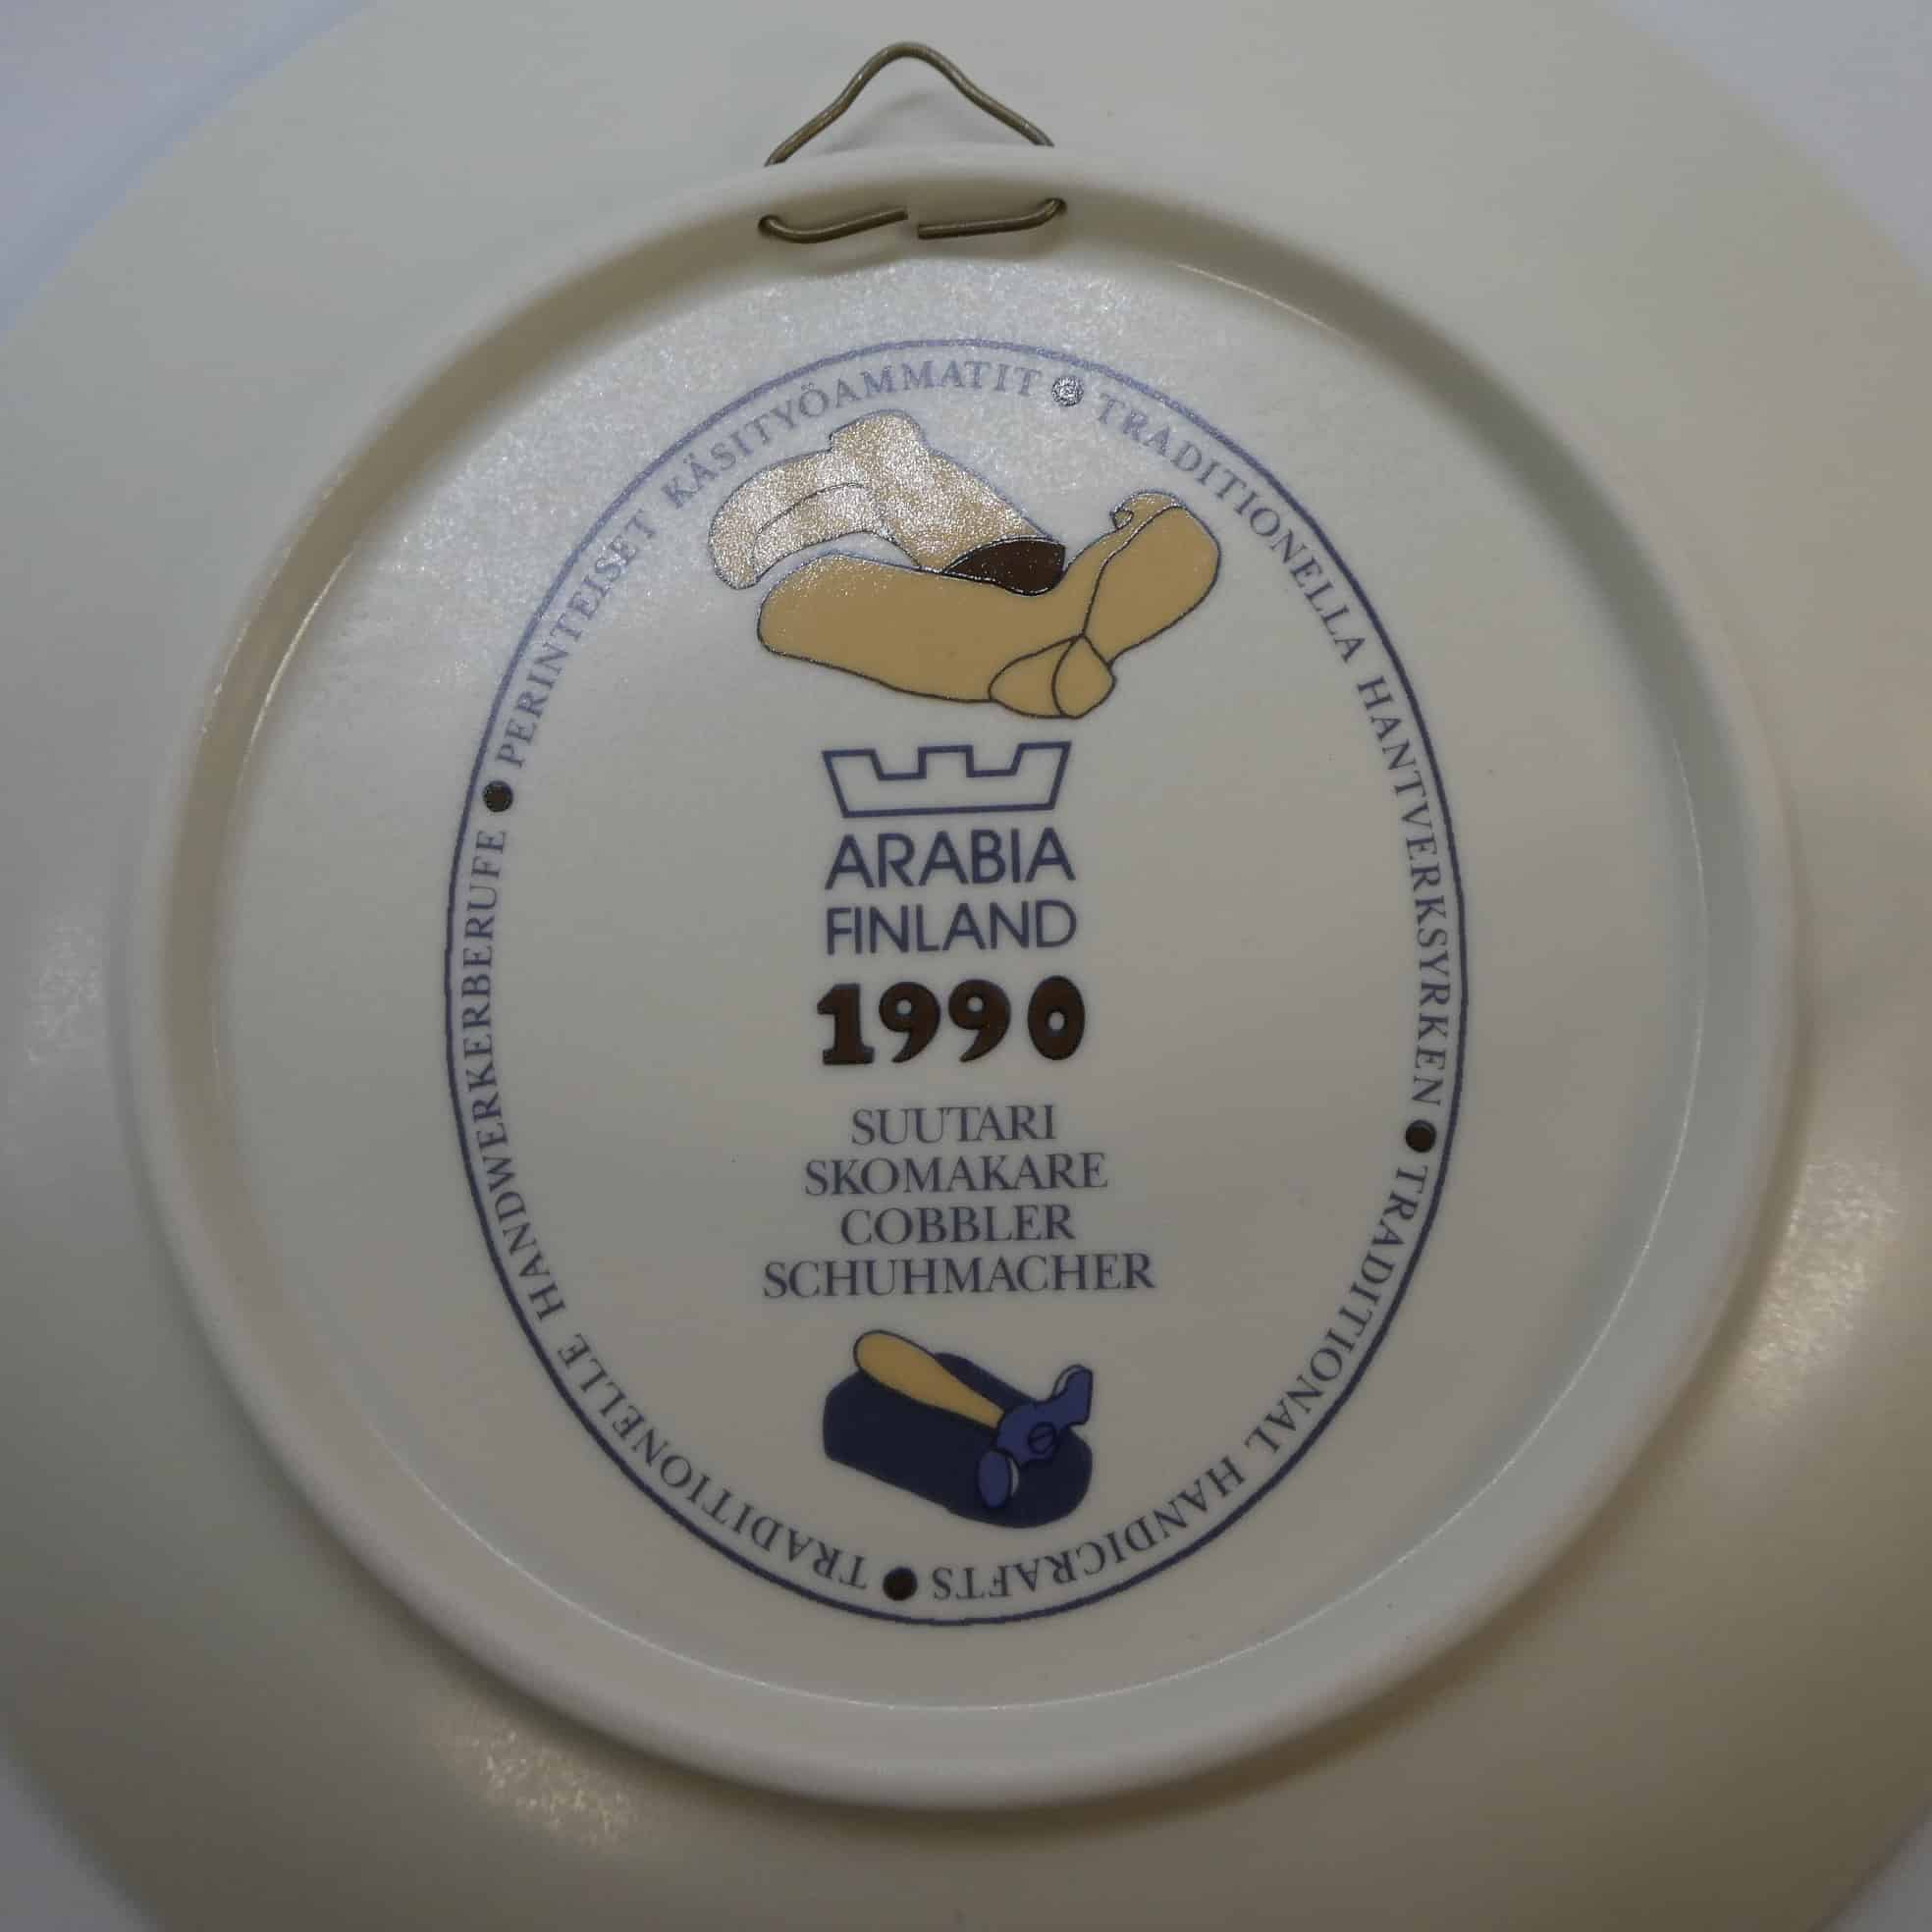 PERINTEISET KÄSITYÖAMMATIT • TRADITIONELLA HANTVERKSYRKEN • TRADITIONAL HANDICRAFTS • TRADITIONELLE HANDWERKERBERUFE •
ARABIA
FINLAND
1990
SUUTARI
SKOMAKARE
COBBLER
SCHUHMACHER